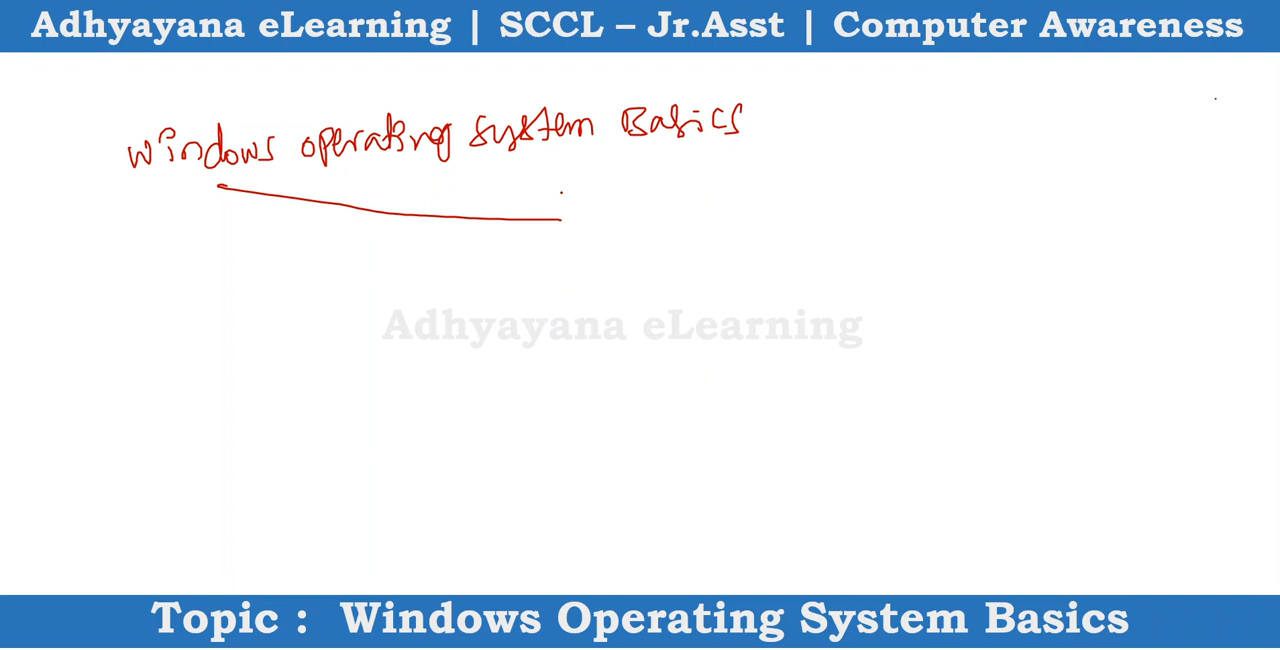 Adhyayana eLearning | SCCL – Jr.Asst | Computer Awareness
Windows operating system Basics
Adhyayana eLearning
Topic : Windows Operating System Basics